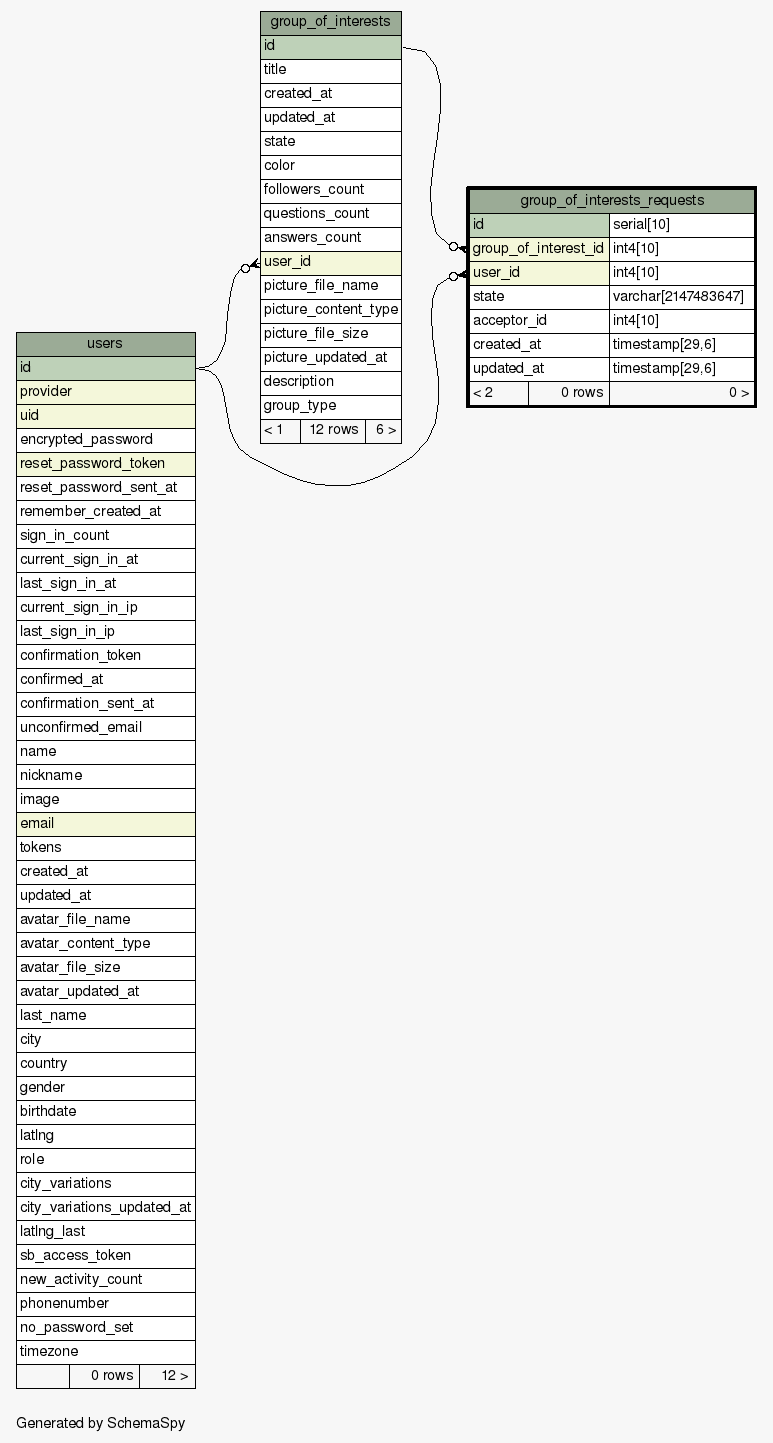 group_of_interests
id
title
created_at
updated_at
state
color
followers_count
questions_count
answers_count
user_id
picture_file_name
picture_content_type
picture_file_size
picture_updated_at
description
group_type
< 1 12 rows 6 >
group_of_interests_requests
id serial[10]
group_of_interest_id int4[10]
user_id int4[10]
state varchar[2147483647]
acceptor_id int4[10]
created_at timestamp[29,6]
updated_at timestamp[29,6]
< 2 0 rows 0 >
users
id
provider
uid
encrypted_password
reset_password_token
reset_password_sent_at
remember_created_at
sign_in_count
current_sign_in_at
last_sign_in_at
current_sign_in_ip
last_sign_in_ip
confirmation_token
confirmed_at
confirmation_sent_at
unconfirmed_email
name
nickname
image
email
tokens
created_at
updated_at
avatar_file_name
avatar_content_type
avatar_file_size
avatar_updated_at
last_name
city
country
gender
birthdate
latlng
role
city_variations
city_variations_updated_at
latlng_last
sb_access_token
new_activity_count
phonenumber
no_password_set
timezone
0 rows 12 >
Generated by SchemaSpy